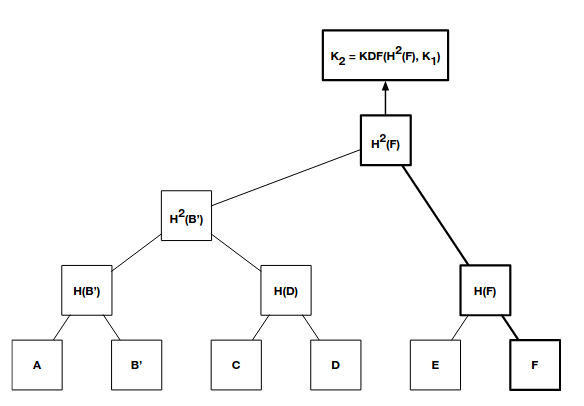 K2 = KDF(H2(F), K1)
H2(F)
H2(B’)
H(B’)
H(D)
H(F)
A
B’
C
D
E
F